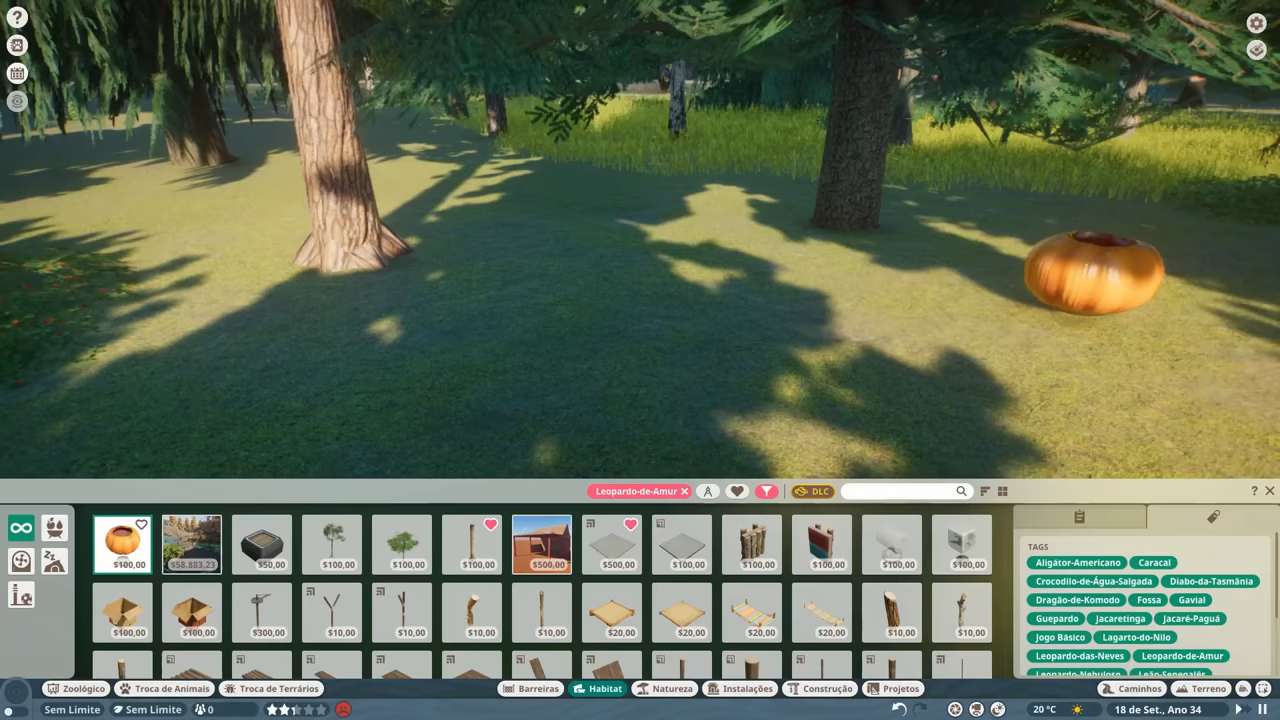 ?
Leopardo-de-Amur ×
DLC
? ×
$100,00
$58.883,23
$50,00
$100,00
$100,00
$100,00
$500,00
$500,00
$100,00
$100,00
$100,00
$100,00
$100,00
$100,00
$100,00
$300,00
$10,00
$10,00
$10,00
$10,00
$20,00
$20,00
$20,00
$20,00
$10,00
$10,00
TAGS
Aligátor-Americano
Caracal
Crocodilo-de-Água-Salgada
Diabo-da-Tasmânia
Dragão-de-Komodo
Fossa
Gavial
Guepardo
Jacaretinga
Jacaré-Paguá
Jogo Básico
Lagarto-do-Nilo
Leopardo-das-Neves
Leopardo-de-Amur
Leopardo-Nebuloso
Leão-Senegalês
Zoológico
Troca de Animais
Troca de Terrários
Barreiras
Habitat
Natureza
Instalações
Construção
Projetos
Caminhos
Terreno
Sem Limite
Sem Limite
0
20 °C
18 de Set., Ano 34